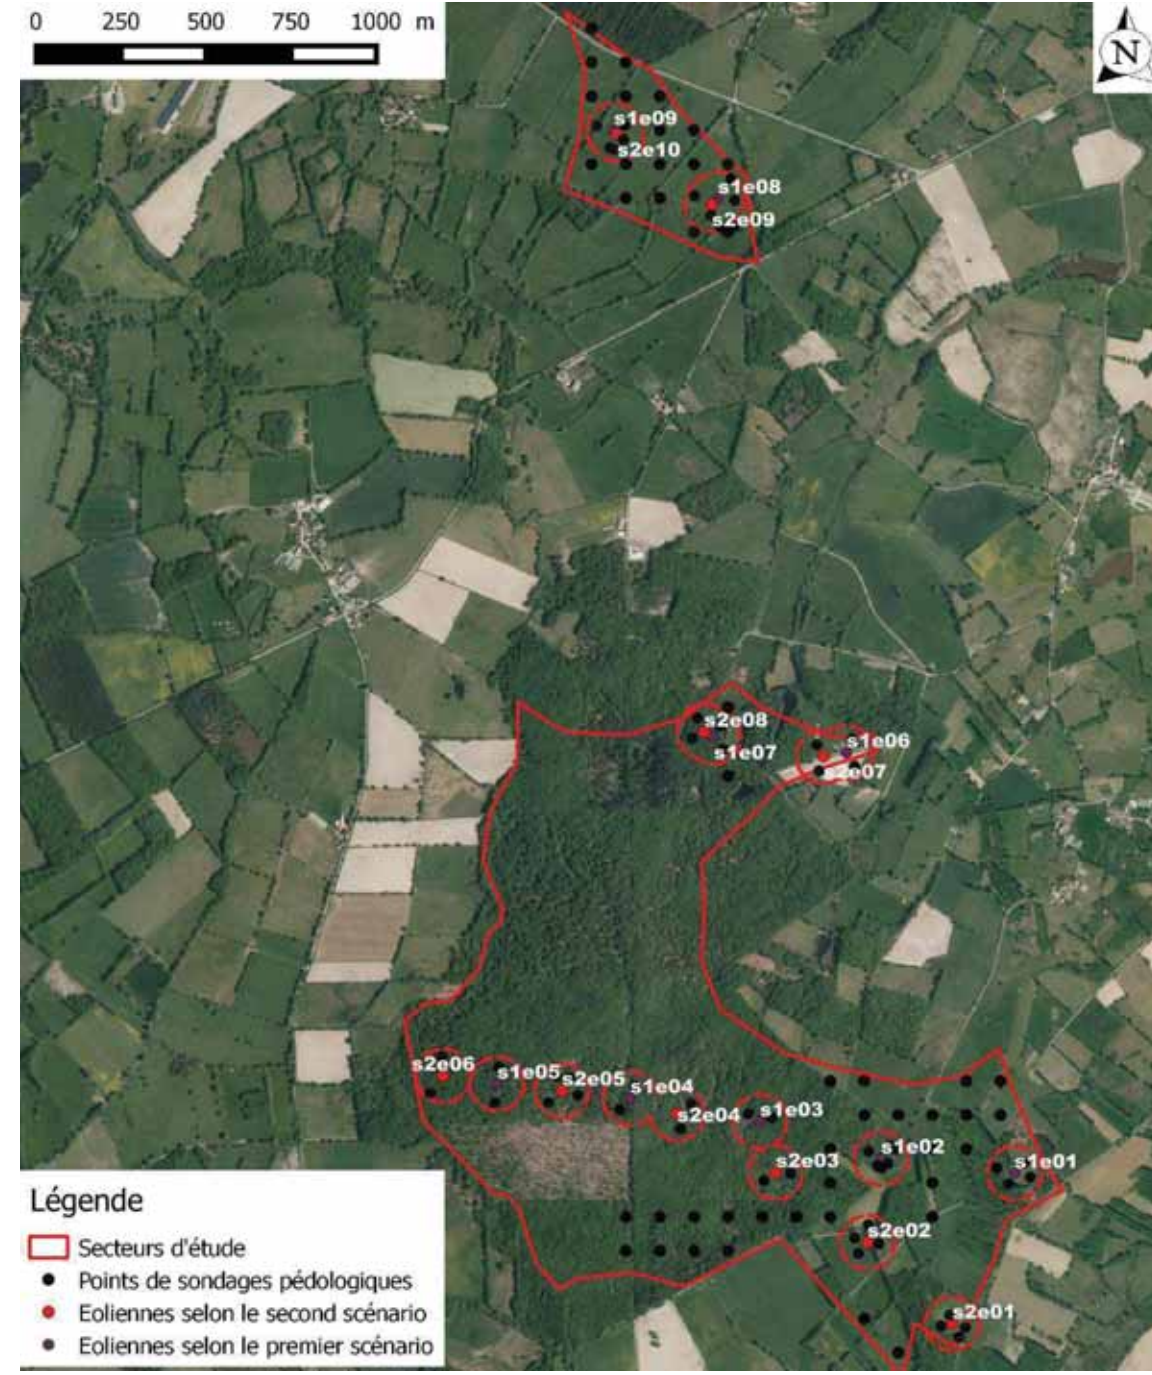 0 250 500 750 1000 m
N
s1e09
s2e10
s1e08
s2e09
s2e08
s1e07
s1e06
s2e07
s2e06
s1e05
s2e05
s1e04
s2e04
s1e03
s2e03
s1e02
s1e01
s2e02
s2e01
Légende
Secteurs d'étude
Points de sondages pédologiques
Eoliennes selon le second scénario
Eoliennes selon le premier scénario